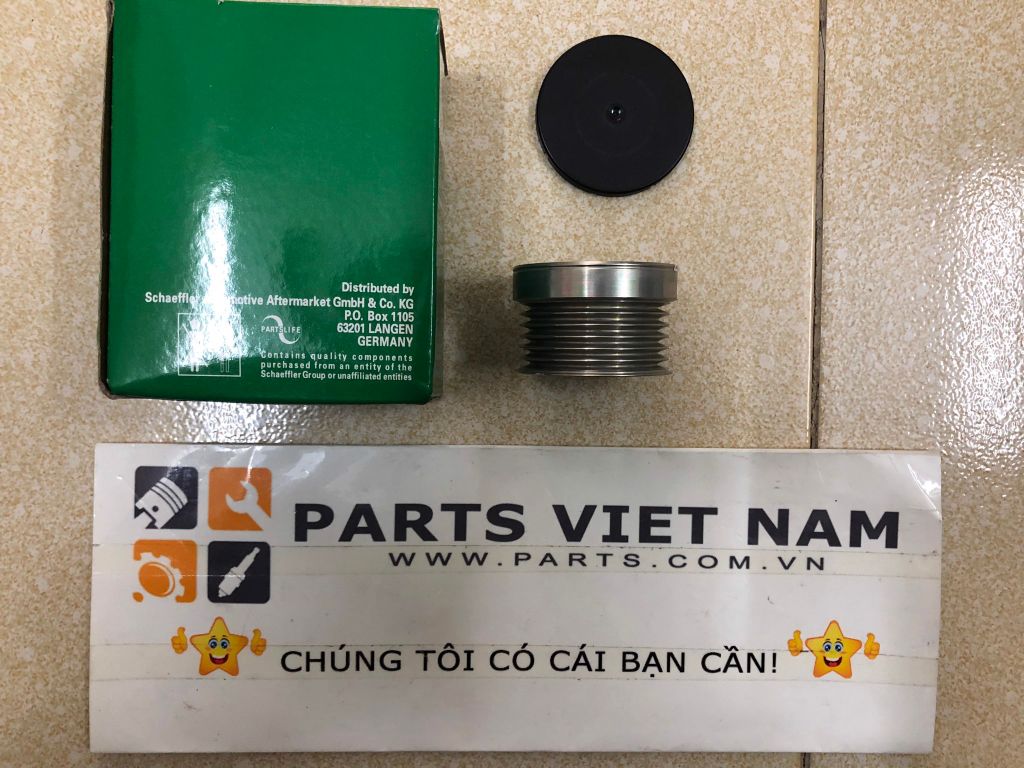 Distributed by
Schaeffler Automotive Aftermarket GmbH & Co. KG
P.O. Box 1105
63201 LANGEN
GERMANY
PARTSLIFE
Contains quality components
purchased from an entity of the
Schaeffler Group or unaffiliated entities
PARTS VIET NAM
WWW.PARTS.COM.VN
CHÚNG TÔI CÓ CÁI BẠN CẦN!